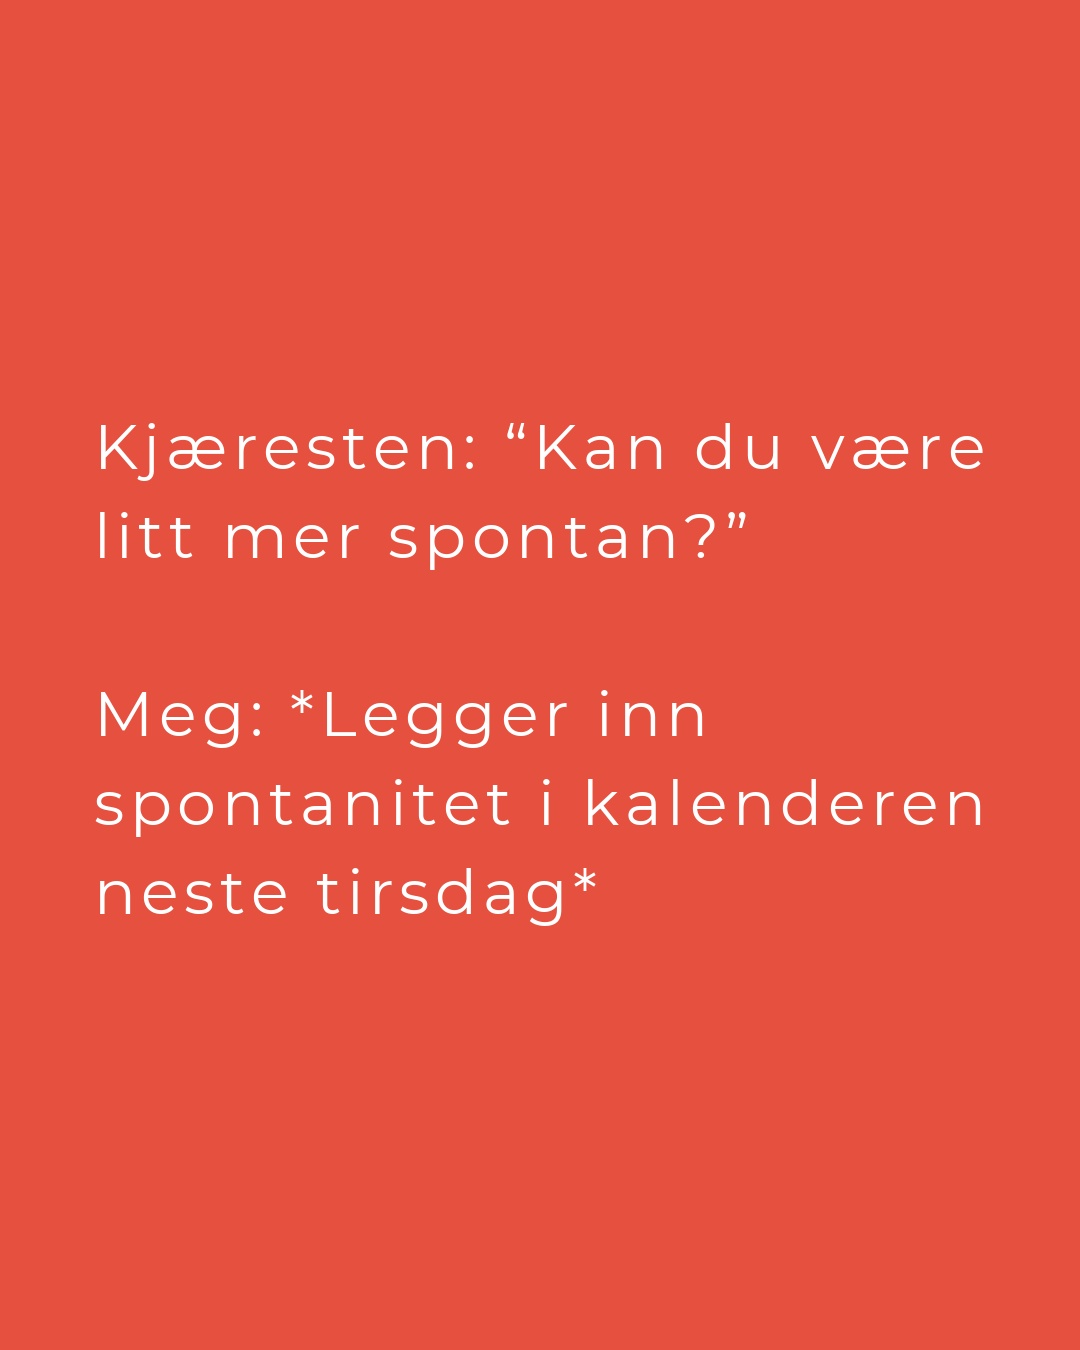 Kjæresten: “Kan du være
litt mer spontan?”
Meg: *Legger inn
spontanitet i kalenderen
neste tirsdag*